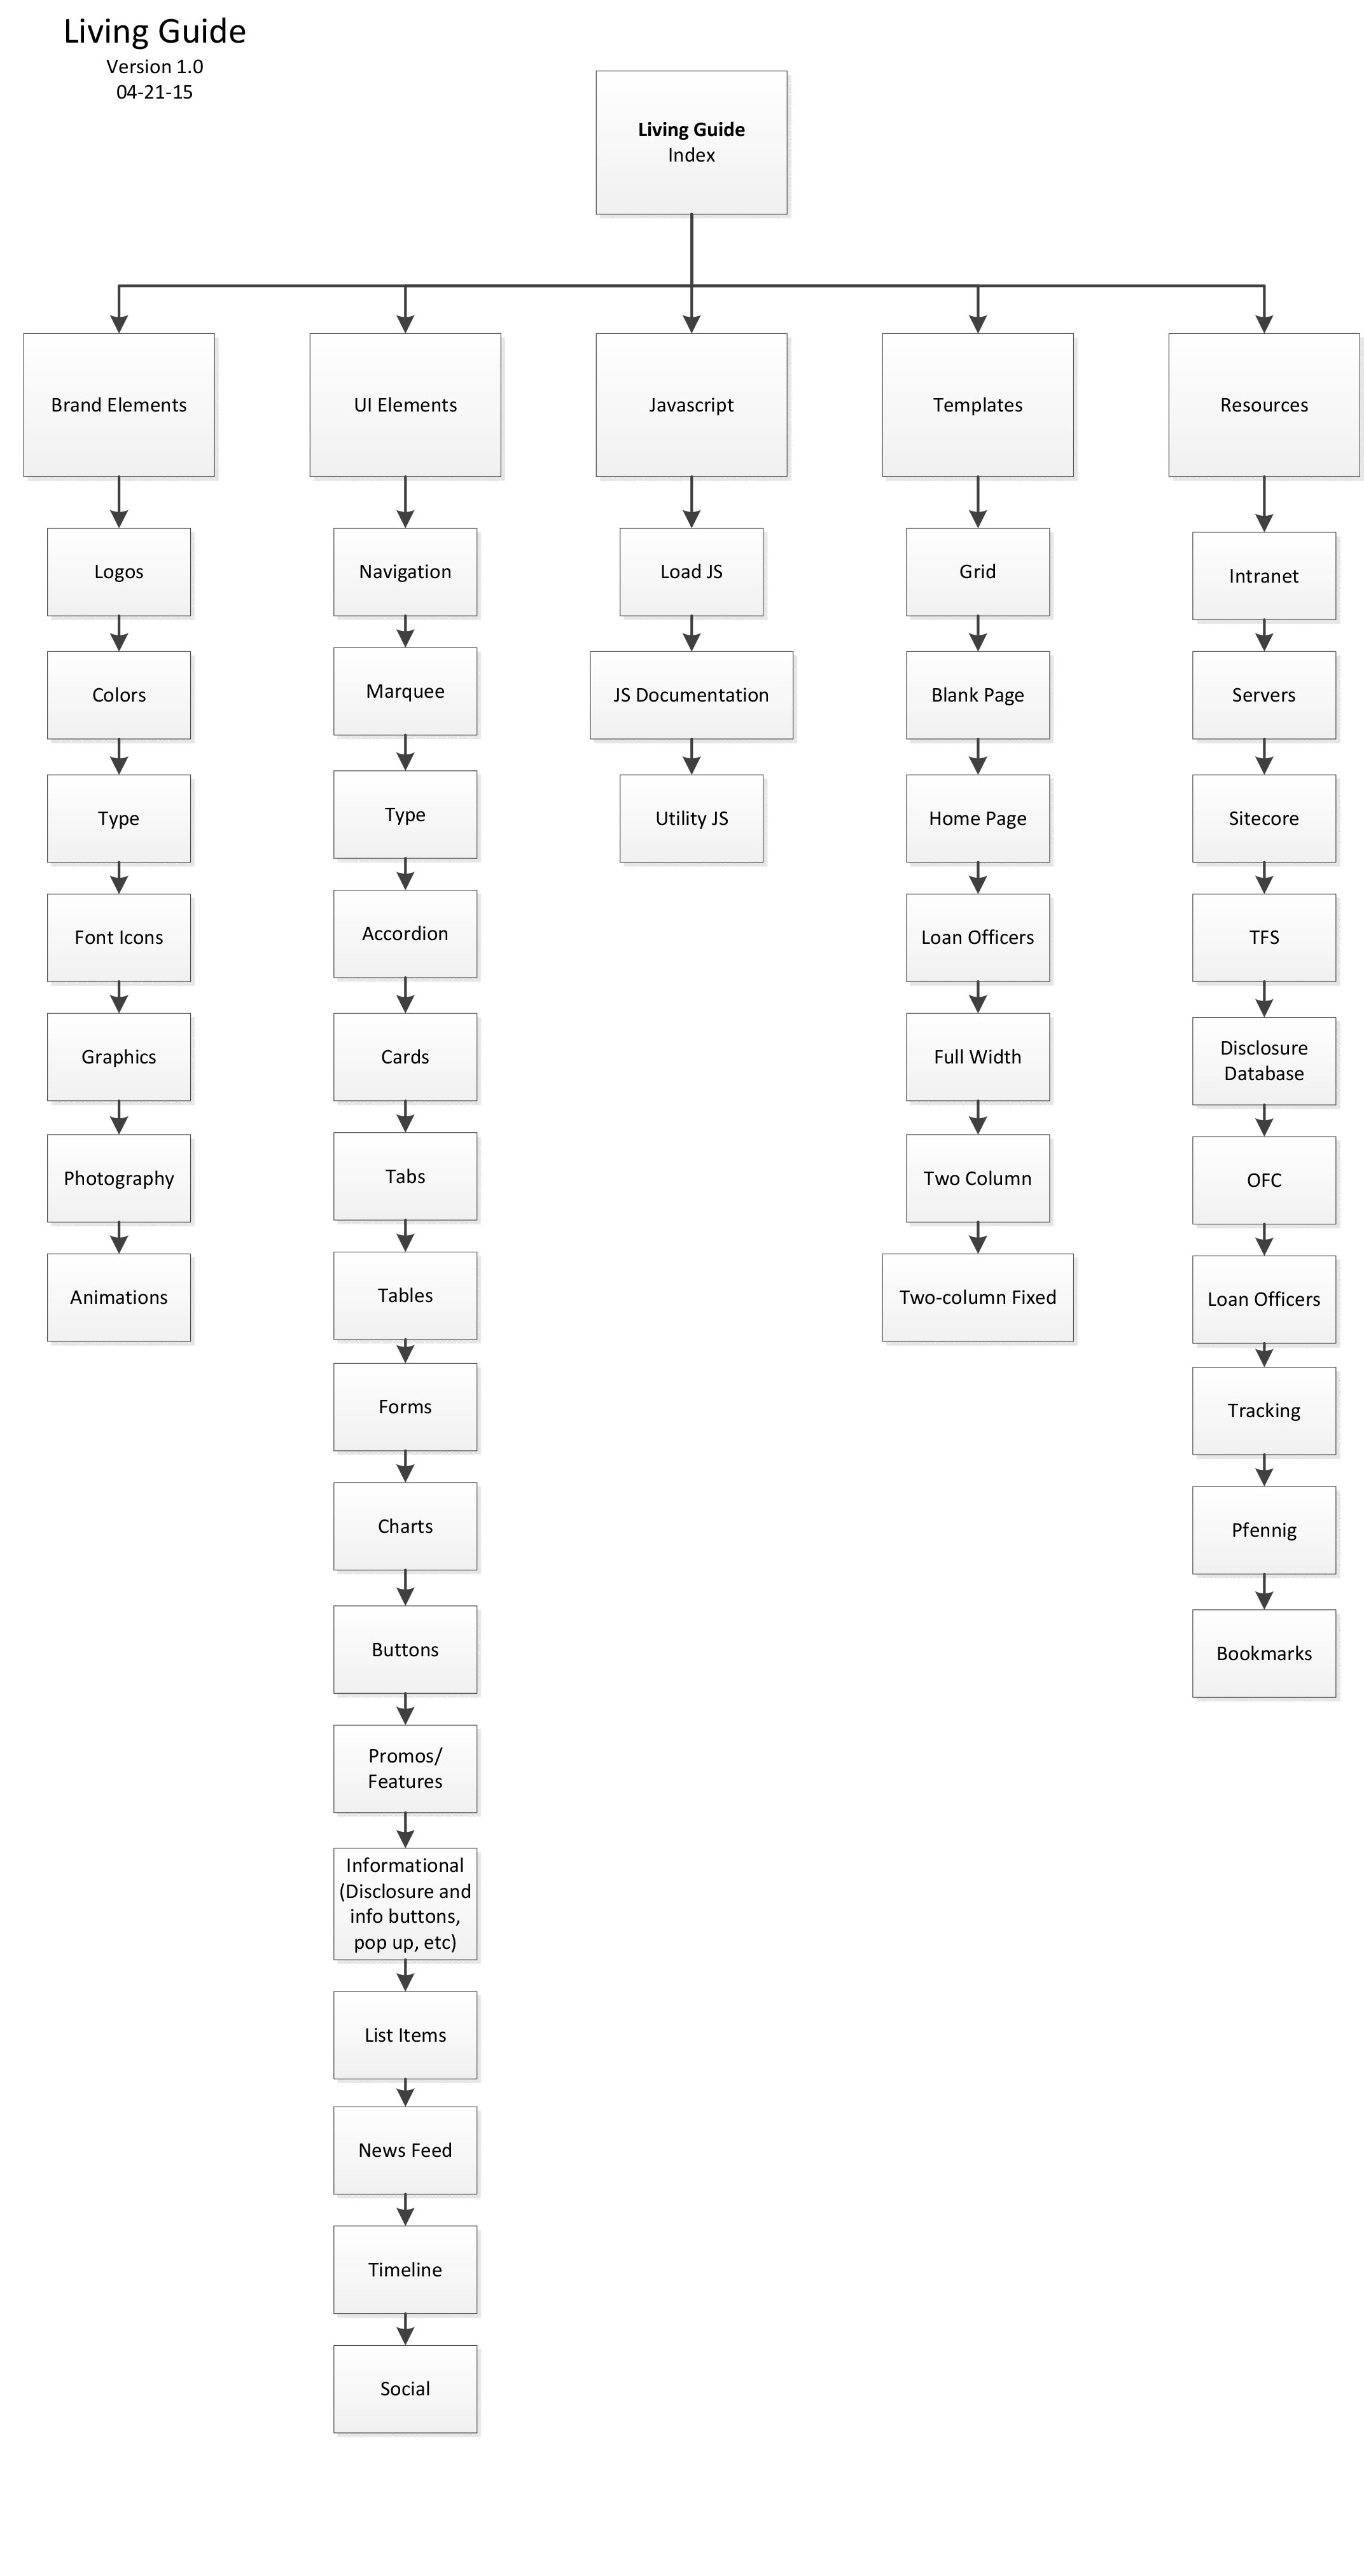 Living Guide
Version 1.0
04-21-15
Living Guide
Index
Brand Elements
UI Elements
Javascript
Templates
Resources
Logos
Colors
Type
Font Icons
Graphics
Photography
Animations
Navigation
Marquee
Type
Accordion
Cards
Tabs
Tables
Forms
Charts
Buttons
Promos/
Features
Informational
(Disclosure and
info buttons,
pop up, etc)
List Items
News Feed
Timeline
Social
Load JS
JS Documentation
Utility JS
Grid
Blank Page
Home Page
Loan Officers
Full Width
Two Column
Two-column Fixed
Intranet
Servers
Sitecore
TFS
Disclosure
Database
OFC
Loan Officers
Tracking
Pfennig
Bookmarks